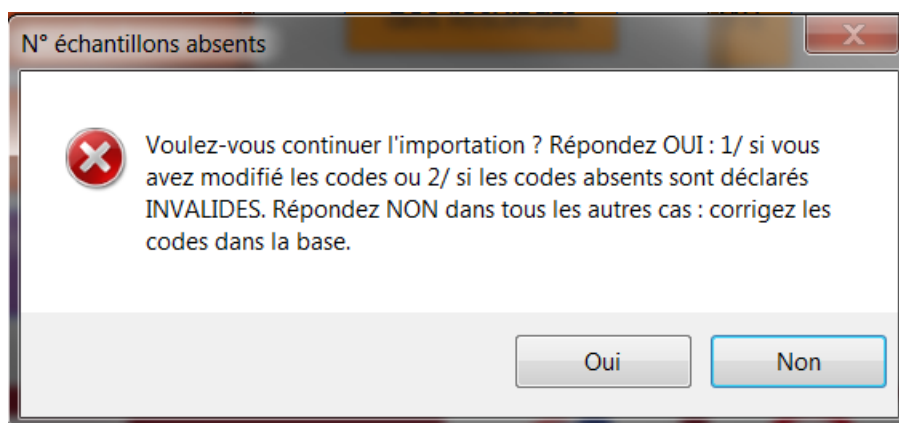 N° échantillons absents
Voulez-vous continuer l'importation ? Répondez OUI : 1/ si vous
avez modifié les codes ou 2/ si les codes absents sont déclarés
INVALIDES. Répondez NON dans tous les autres cas : corrigez les
codes dans la base.
Oui
Non